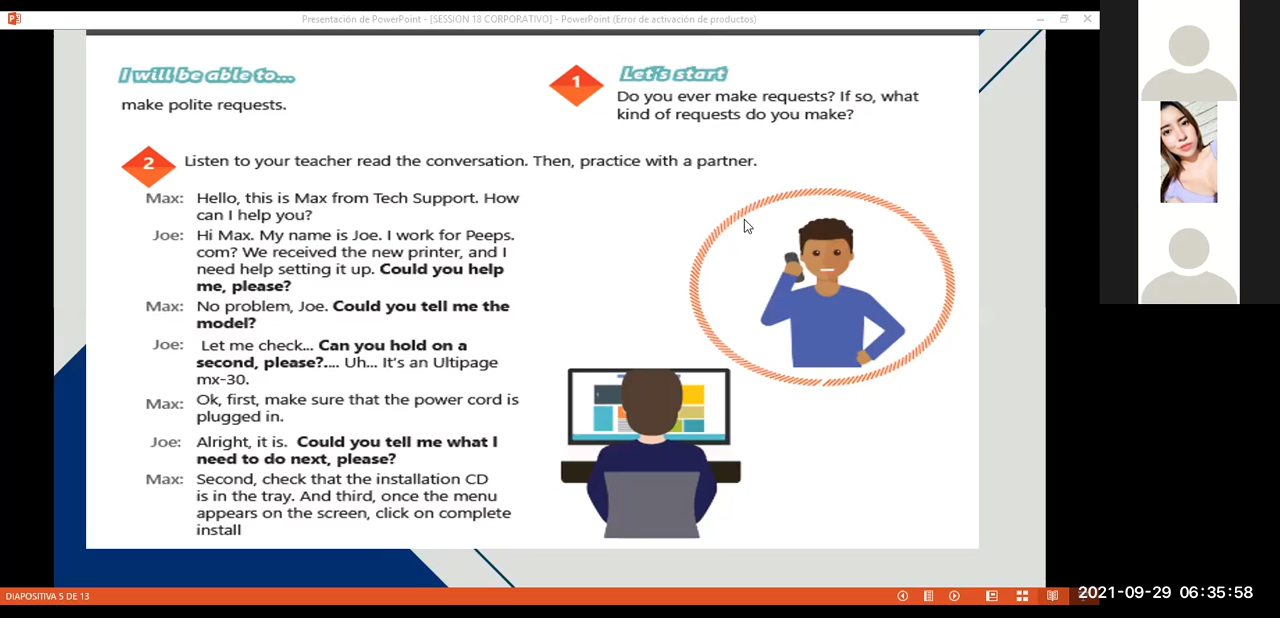 Presentación de PowerPoint - [SESSION 18 CORPORATIVO] - PowerPoint (Error de activación de productos)
I will be able to...
make polite requests.
1
Let's start
Do you ever make requests? If so, what
kind of requests do you make?
2
Listen to your teacher read the conversation. Then, practice with a partner.
Max: Hello, this is Max from Tech Support. How
can I help you?
Joe: Hi Max. My name is Joe. I work for Peeps.
com? We received the new printer, and I
need help setting it up. Could you help
me, please?
Max: No problem, Joe. Could you tell me the
model?
Joe: Let me check... Can you hold on a
second, please?.... Uh... It's an Ultipage
mx-30.
Max: Ok, first, make sure that the power cord is
plugged in.
Joe: Alright, it is. Could you tell me what I
need to do next, please?
Max: Second, check that the installation CD
is in the tray. And third, once the menu
appears on the screen, click on complete
install
DIAPOSITIVA 5 DE 13
2021-09-29 06:35:58